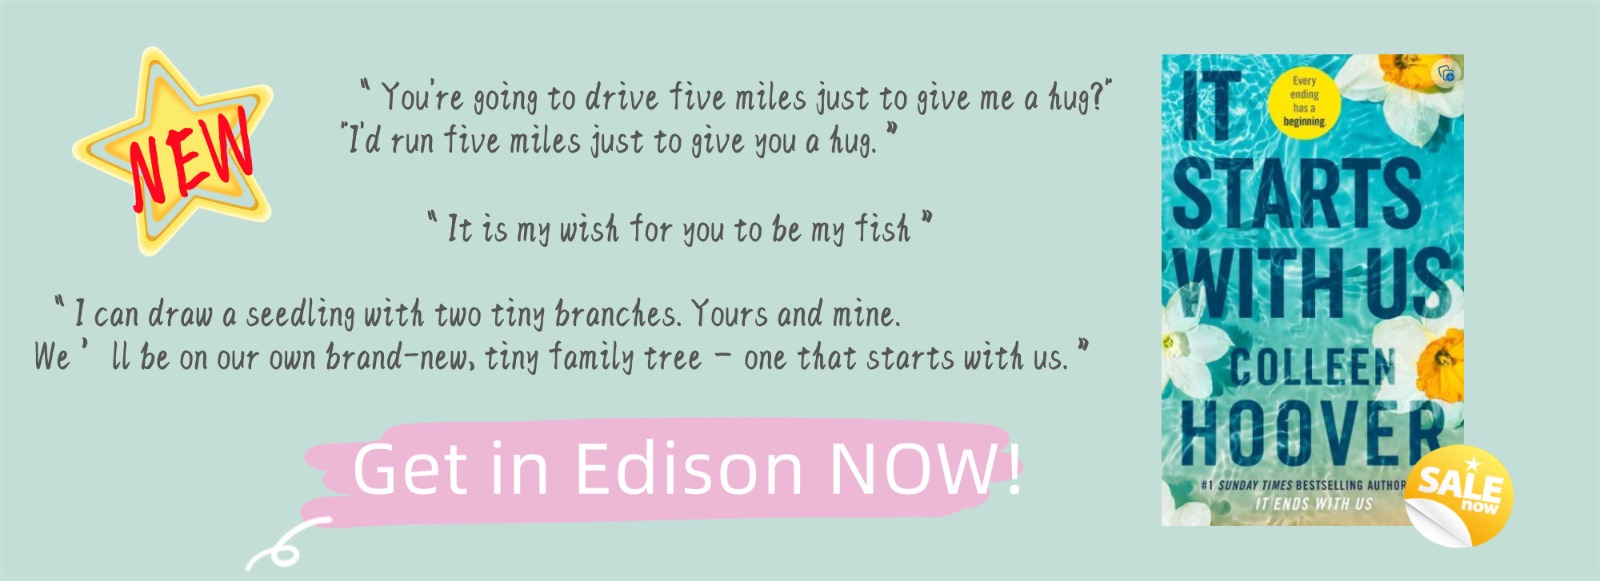 NEW
“ You're going to drive five miles just to give me a hug?"
"I'd run five miles just to give you a hug. ”
“ It is my wish for you to be my fish ”
“ I can draw a seedling with two tiny branches. Yours and mine.
We ’ ll be on our own brand-new, tiny family tree — one that starts with us. ”
Get in Edison NOW!
IT
STARTS
WITH US
Every
ending
has a
beginning.
COLLEEN
HOOVER
#1 SUNDAY TIMES BESTSELLING AUTHOR
IT ENDS WITH US
SALE
now